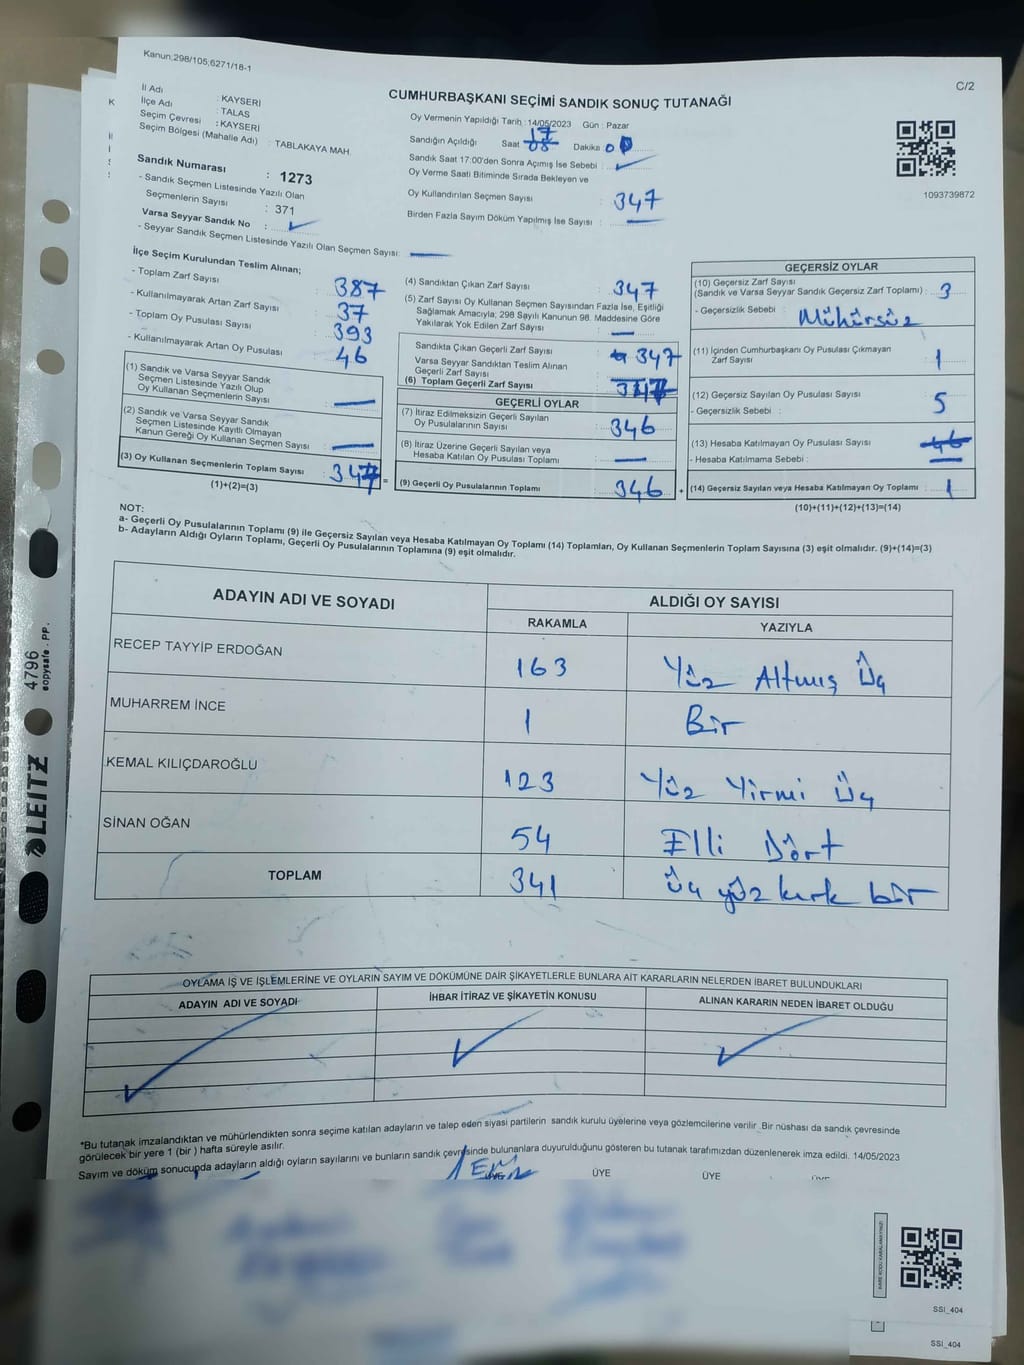 Kanun:298/105,6271/18-1
C/2
CUMHURBAŞKANI SEÇİMİ SANDIK SONUÇ TUTANAĞI
İl Adı : KAYSERİ
İlçe Adı : TALAS
Seçim Çevresi : KAYSERİ
Seçim Bölgesi (Mahalle Adı) : TABLAKAYA MAH.
Sandık Numarası : 1273
- Sandık Seçmen Listesinde Yazılı Olan
Seçmenlerin Sayısı : 371
Varsa Seyyar Sandık No :
- Seyyar Sandık Seçmen Listesinde Yazılı Olan Seçmen Sayısı:
Oy Vermenin Yapıldığı Tarih :14/05/2023 Gün : Pazar
Sandığın Açıldığı Saat 17 Dakika
Sandık Saat 17:00'den Sonra Açımış İse Sebebi :
Oy Verme Saati Bitiminde Sırada Bekleyen ve
Oy Kullandırılan Seçmen Sayısı : 347
Birden Fazla Sayım Döküm Yapılmış İse Sayısı :
1093739872
İlçe Seçim Kurulundan Teslim Alınan;
- Toplam Zarf Sayısı : 387
- Kullanılmayarak Artan Zarf Sayısı : 37
- Toplam Oy Pusulası Sayısı : 393
- Kullanılmayarak Artan Oy Pusulası : 46
(1) Sandık ve Varsa Seyyar Sandık
Seçmen Listesinde Yazılı Olup
Oy Kullanan Seçmenlerin Sayısı :
(2) Sandık ve Varsa Seyyar Sandık
Seçmen Listesinde Kayıtlı Olmayan
Kanun Gereği Oy Kullanan Seçmen Sayısı :
(3) Oy Kullanan Seçmenlerin Toplam Sayısı : 347 =
(1)+(2)=(3)
(4) Sandıktan Çıkan Zarf Sayısı : 347
(5) Zarf Sayısı Oy Kullanan Seçmen Sayısından Fazla İse, Eşitliği
Sağlamak Amacıyla; 298 Sayılı Kanunun 98. Maddesine Göre
Yakılarak Yok Edilen Zarf Sayısı :
Sandıkta Çıkan Geçerli Zarf Sayısı : 347
Varsa Seyyar Sandıktan Teslim Alınan
Geçerli Zarf Sayısı :
(6) Toplam Geçerli Zarf Sayısı : 347
GEÇERLİ OYLAR
(7) İtiraz Edilmeksizin Geçerli Sayılan
Oy Pusulalarının Sayısı : 346
(8) İtiraz Üzerine Geçerli Sayılan veya
Hesaba Katılan Oy Pusulası Toplamı :
(9) Geçerli Oy Pusulalarının Toplamı : 346 +
GEÇERSİZ OYLAR
(10) Geçersiz Zarf Sayısı
(Sandık ve Varsa Seyyar Sandık Geçersiz Zarf Toplamı) : 3
- Geçersizlik Sebebi : Mühürsüz
(11) İçinden Cumhurbaşkanı Oy Pusulası Çıkmayan
Zarf Sayısı : 1
(12) Geçersiz Sayılan Oy Pusulası Sayısı : 5
- Geçersizlik Sebebi :
(13) Hesaba Katılmayan Oy Pusulası Sayısı : 46
- Hesaba Katılmama Sebebi :
(14) Geçersiz Sayılan veya Hesaba Katılmayan Oy Toplamı : 1
(10)+(11)+(12)+(13)=(14)
NOT:
a- Geçerli Oy Pusulalarının Toplamı (9) ile Geçersiz Sayılan veya Hesaba Katılmayan Oy Toplamı (14) Toplamları, Oy Kullanan Seçmenlerin Toplam Sayısına (3) eşit olmalıdır. (9)+(14)=(3)
b- Adayların Aldığı Oyların Toplamı, Geçerli Oy Pusulalarının Toplamına (9) eşit olmalıdır.
ADAYIN ADI VE SOYADI ALDIĞI OY SAYISI
RAKAMLA YAZIYLA
RECEP TAYYİP ERDOĞAN 163 Yüz Altmış Üç
MUHARREM İNCE 1 Bir
KEMAL KILIÇDAROĞLU 123 Yüz Yirmi Üç
SİNAN OĞAN 54 Elli Dört
TOPLAM 341 Üç yüz kırk bir
OYLAMA İŞ VE İŞLEMLERİNE VE OYLARIN SAYIM VE DÖKÜMÜNE DAİR ŞİKAYETLERLE BUNLARA AİT KARARLARIN NELERDEN İBARET BULUNDUKLARI
ADAYIN ADI VE SOYADI İHBAR İTİRAZ VE ŞİKAYETİN KONUSU ALINAN KARARIN NEDEN İBARET OLDUĞU
*Bu tutanak imzalandıktan ve mühürlendikten sonra seçime katılan adayların ve talep eden siyasi partilerin sandık kurulu üyelerine veya gözlemcilerine verilir .Bir nüshası da sandık çevresinde
görülecek bir yere 1 (bir ) hafta süreyle asılır.
Sayım ve döküm sonucunda adayların aldığı oyların sayılarını ve bunların sandık çevresinde bulunanlara duyurulduğunu gösteren bu tutanak tarafımızdan düzenlenerek imza edildi. 14/05/2023
ÜYE ÜYE ÜYE ÜYE
SSI_404
SSI_404
4796
copysafe . PP.
LEITZ